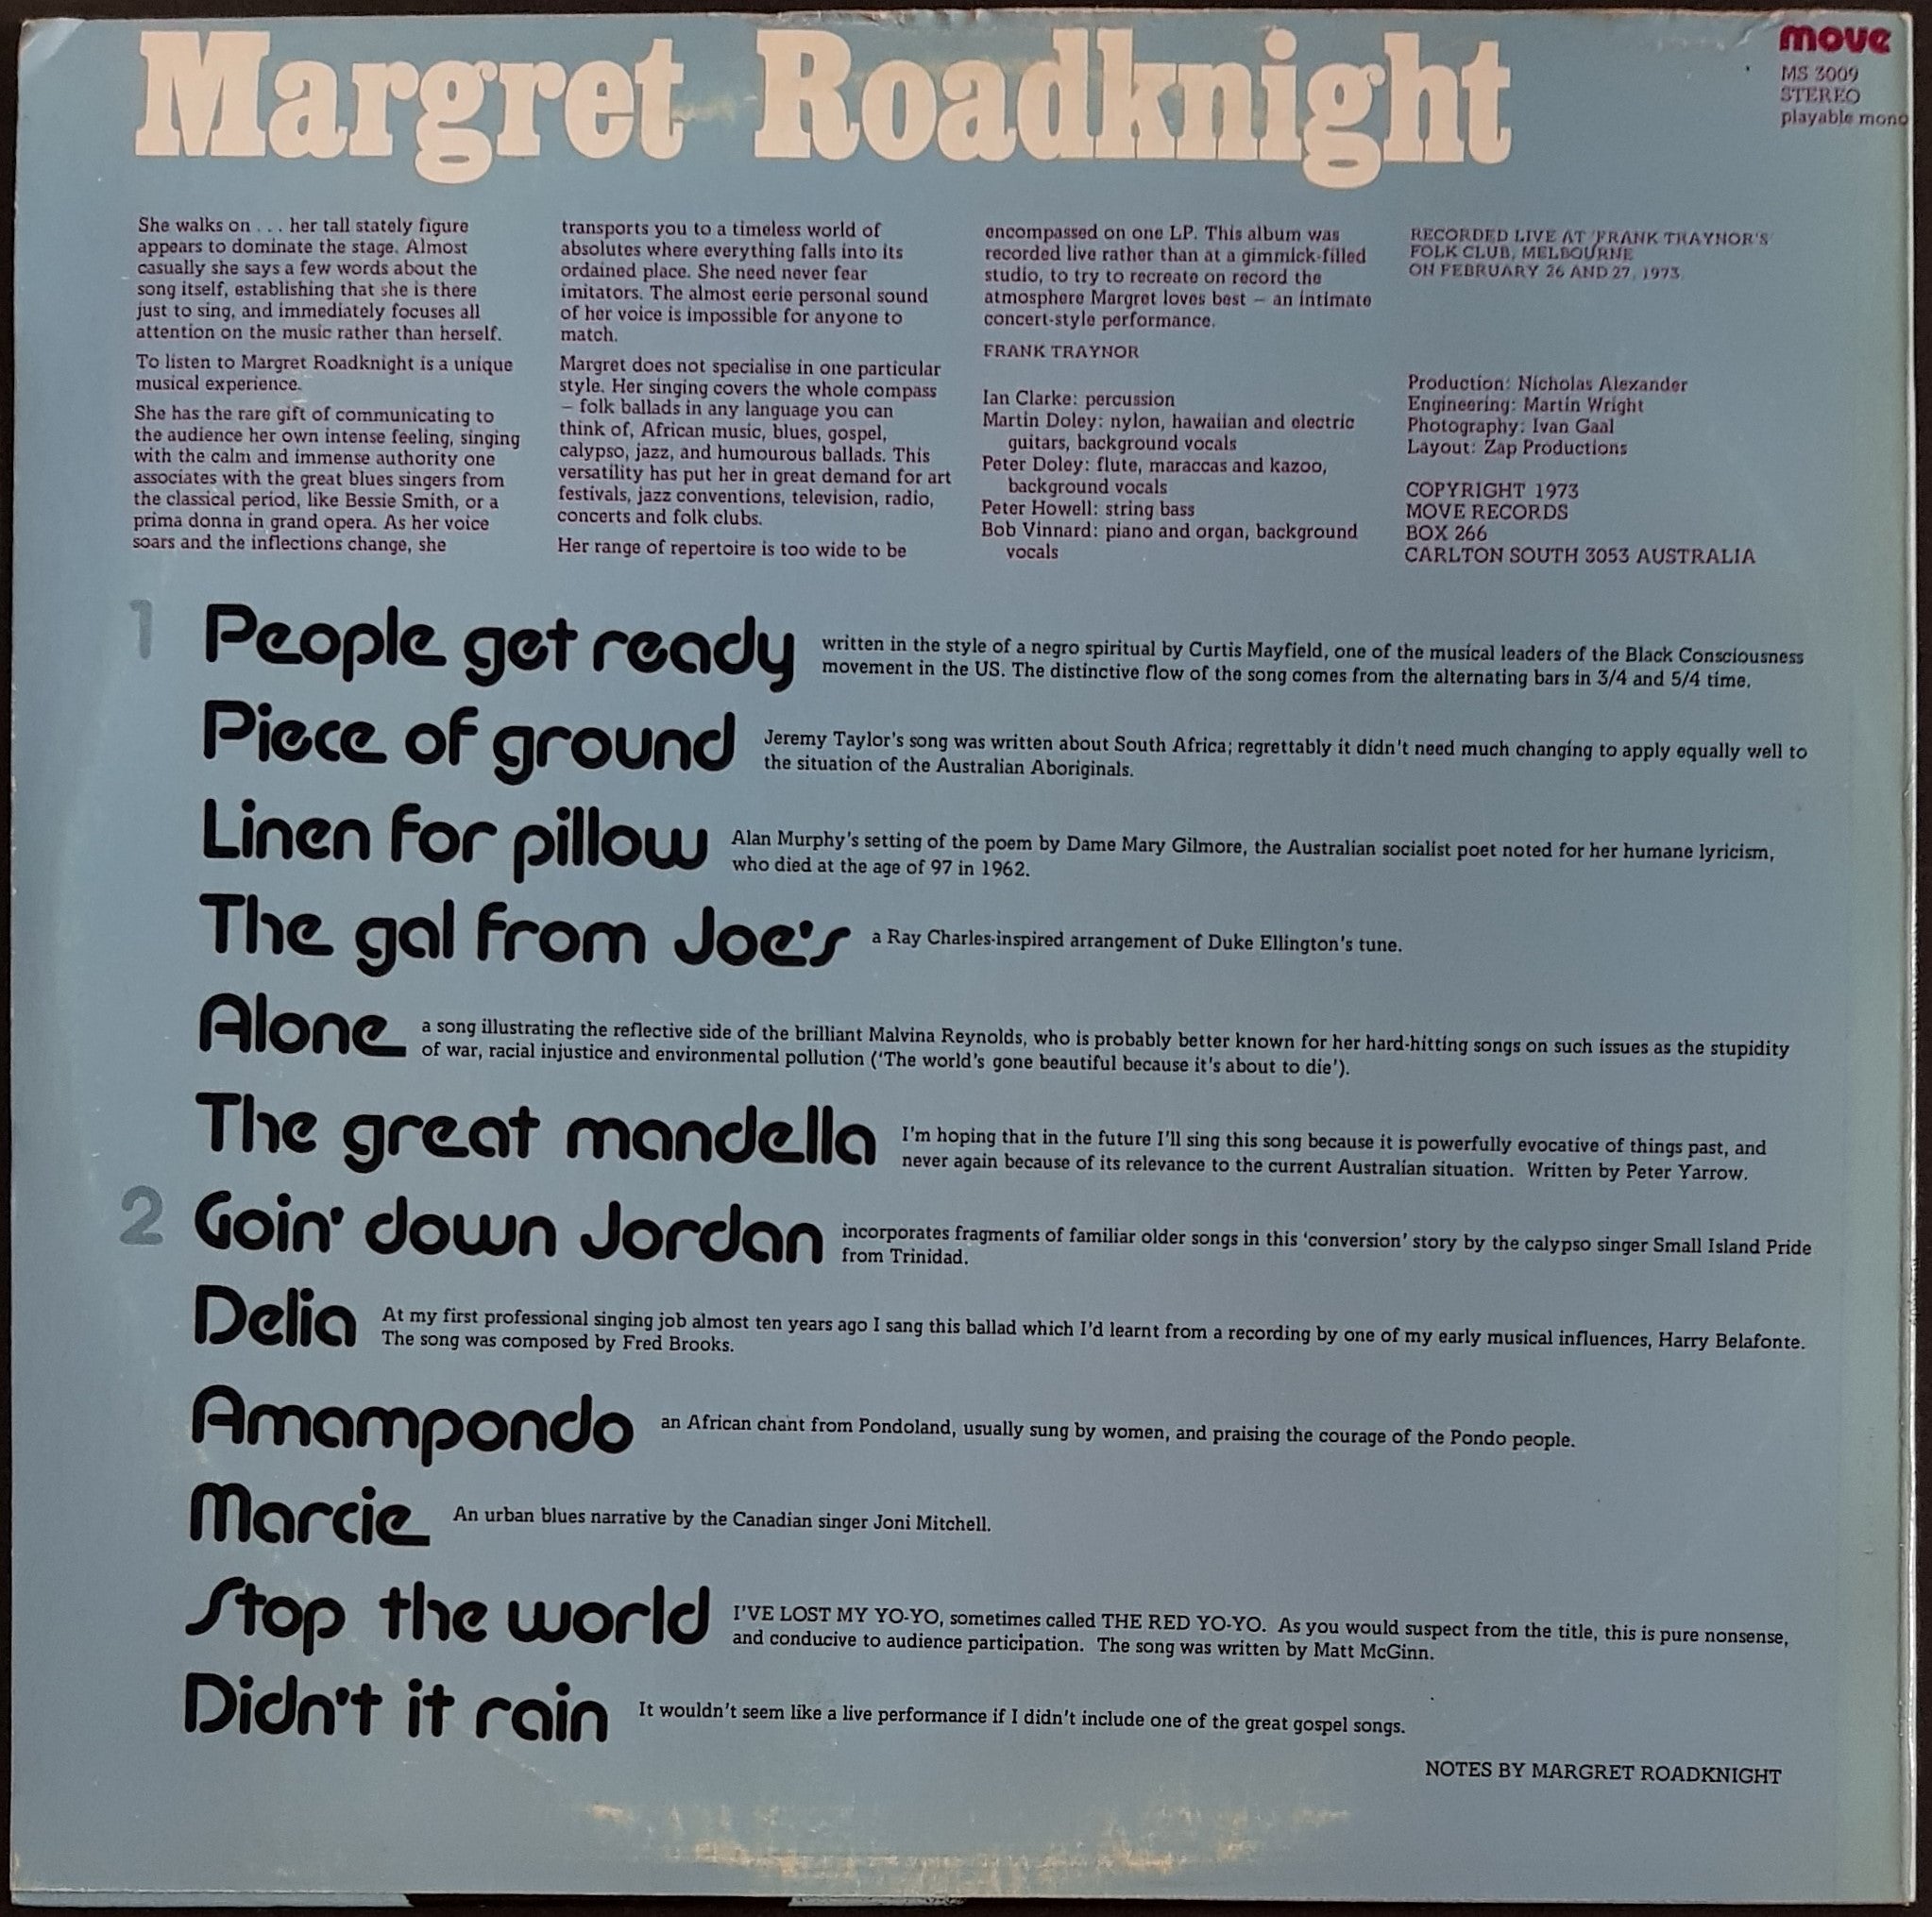 Margret Roadknight
move
MS 3009
STEREO
playable mono
She walks on . . . her tall stately figure
appears to dominate the stage. Almost
casually she says a few words about the
song itself, establishing that she is there
just to sing, and immediately focuses all
attention on the music rather than herself.
To listen to Margret Roadknight is a unique
musical experience.
She has the rare gift of communicating to
the audience her own intense feeling, singing
with the calm and immense authority one
associates with the great blues singers from
the classical period, like Bessie Smith, or a
prima donna in grand opera. As her voice
soars and the inflections change, she
transports you to a timeless world of
absolutes where everything falls into its
ordained place. She need never fear
imitators. The almost eerie personal sound
of her voice is impossible for anyone to
match.
Margret does not specialise in one particular
style. Her singing covers the whole compass
– folk ballads in any language you can
think of, African music, blues, gospel,
calypso, jazz, and humourous ballads. This
versatility has put her in great demand for art
festivals, jazz conventions, television, radio,
concerts and folk clubs.
Her range of repertoire is too wide to be
encompassed on one LP. This album was
recorded live rather than at a gimmick-filled
studio, to try to recreate on record the
atmosphere Margret loves best – an intimate
concert-style performance.
FRANK TRAYNOR
Ian Clarke: percussion
Martin Doley: nylon, hawaiian and electric
guitars, background vocals
Peter Doley: flute, maraccas and kazoo,
background vocals
Peter Howell: string bass
Bob Vinnard: piano and organ, background
vocals
RECORDED LIVE AT 'FRANK TRAYNOR'S'
FOLK CLUB, MELBOURNE
ON FEBRUARY 26 AND 27, 1973
Production: Nicholas Alexander
Engineering: Martin Wright
Photography: Ivan Gaal
Layout: Zap Productions
COPYRIGHT 1973
MOVE RECORDS
BOX 266
CARLTON SOUTH 3053 AUSTRALIA
1
People get ready
written in the style of a negro spiritual by Curtis Mayfield, one of the musical leaders of the Black Consciousness
movement in the US. The distinctive flow of the song comes from the alternating bars in 3/4 and 5/4 time.
Piece of ground
Jeremy Taylor's song was written about South Africa; regrettably it didn't need much changing to apply equally well to
the situation of the Australian Aboriginals.
Linen for pillow
Alan Murphy's setting of the poem by Dame Mary Gilmore, the Australian socialist poet noted for her humane lyricism,
who died at the age of 97 in 1962.
The gal from Joe's
a Ray Charles-inspired arrangement of Duke Ellington's tune.
Alone
a song illustrating the reflective side of the brilliant Malvina Reynolds, who is probably better known for her hard-hitting songs on such issues as the stupidity
of war, racial injustice and environmental pollution ('The world's gone beautiful because it's about to die').
The great mandella
I'm hoping that in the future I'll sing this song because it is powerfully evocative of things past, and
never again because of its relevance to the current Australian situation. Written by Peter Yarrow.
2
Goin' down Jordan
incorporates fragments of familiar older songs in this 'conversion' story by the calypso singer Small Island Pride
from Trinidad.
Delia
At my first professional singing job almost ten years ago I sang this ballad which I'd learnt from a recording by one of my early musical influences, Harry Belafonte.
The song was composed by Fred Brooks.
Amampondo
an African chant from Pondoland, usually sung by women, and praising the courage of the Pondo people.
Marcie
An urban blues narrative by the Canadian singer Joni Mitchell.
Stop the world
I'VE LOST MY YO-YO, sometimes called THE RED YO-YO. As you would suspect from the title, this is pure nonsense,
and conducive to audience participation. The song was written by Matt McGinn.
Didn't it rain
It wouldn't seem like a live performance if I didn't include one of the great gospel songs.
NOTES BY MARGRET ROADKNIGHT